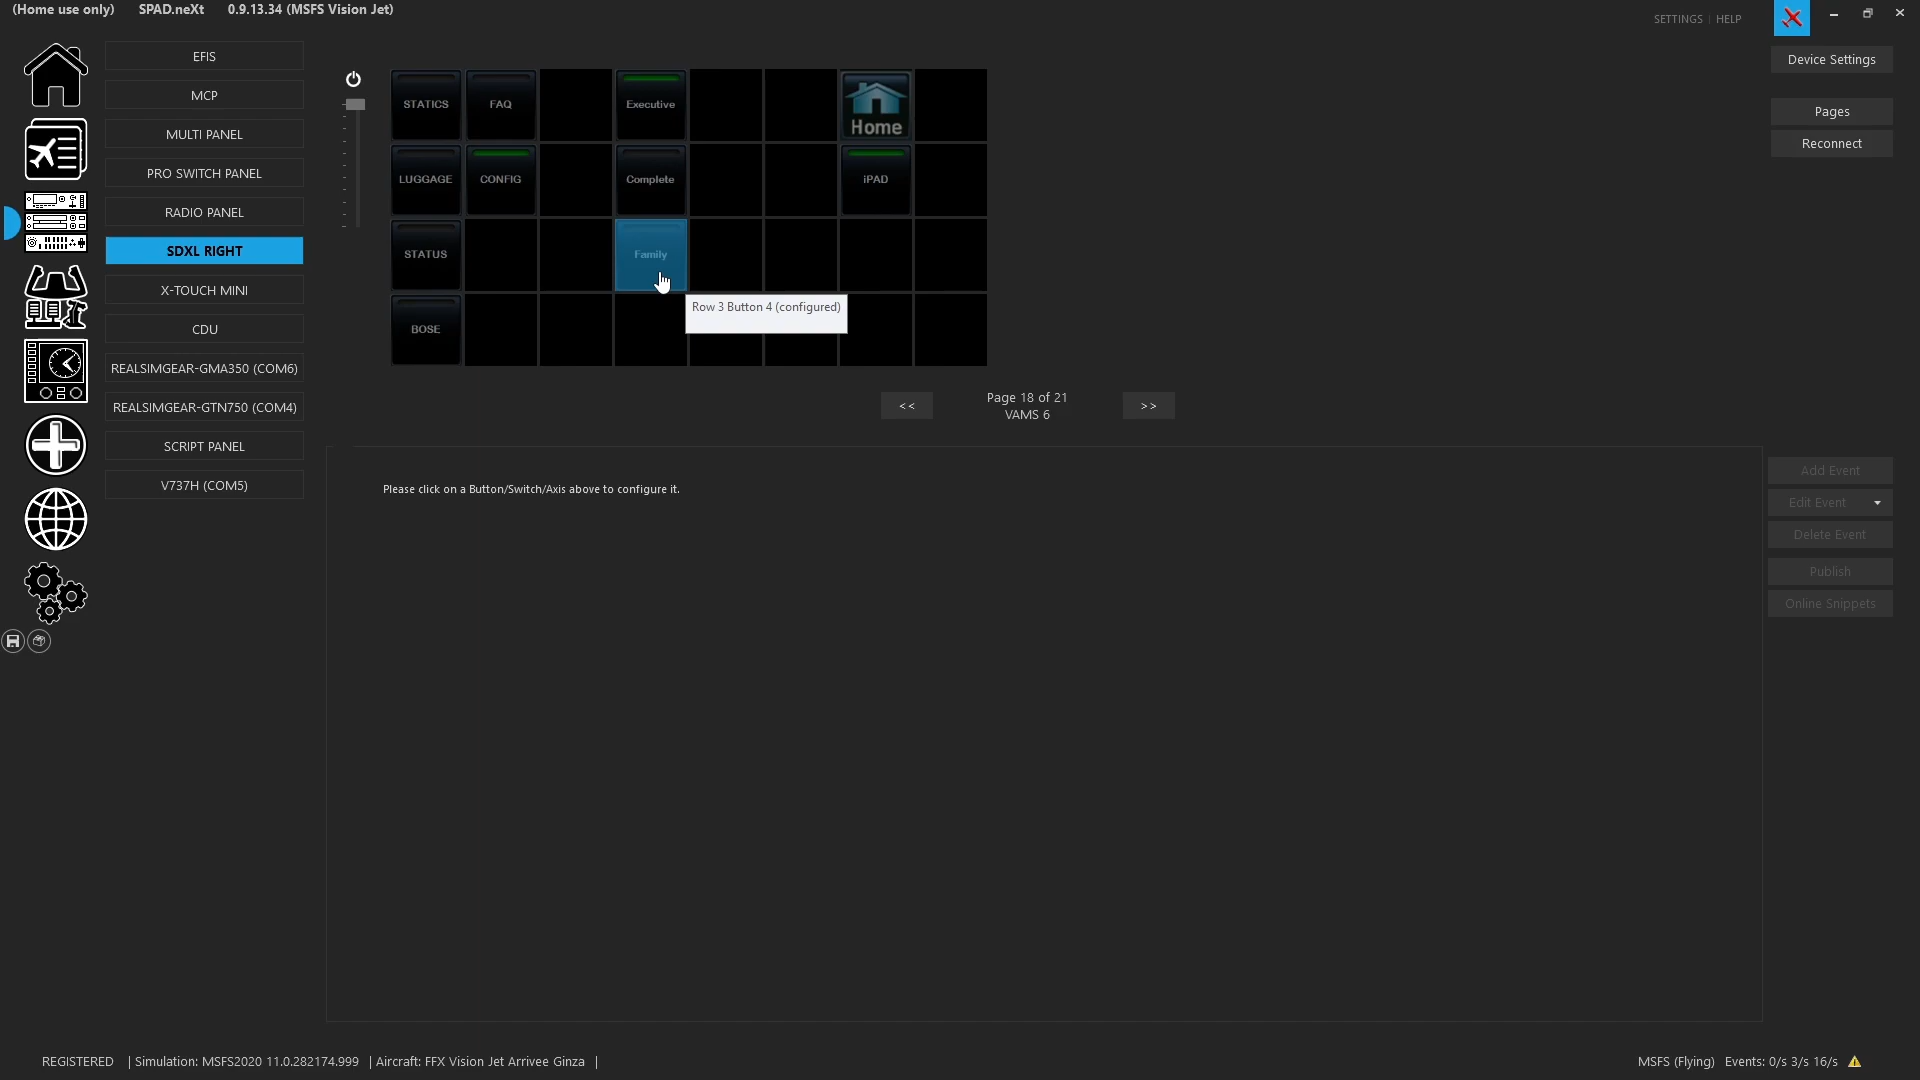 (Home use only) SPAD.neXt 0.9.13.34 (MSFS Vision Jet)
SETTINGS | HELP
EFIS
MCP
MULTI PANEL
PRO SWITCH PANEL
RADIO PANEL
SDXL RIGHT
X-TOUCH MINI
CDU
REALSIMGEAR-GMA350 (COM6)
REALSIMGEAR-GTN750 (COM4)
SCRIPT PANEL
V737H (COM5)
STATICS FAQ Executive Home
LUGGAGE CONFIG Complete iPAD
STATUS Family
Row 3 Button 4 (configured)
BOSE
Device Settings
Pages
Reconnect
<< Page 18 of 21 >>
VAMS 6
Please click on a Button/Switch/Axis above to configure it.
Add Event
Edit Event
Delete Event
Publish
Online Snippets
REGISTERED | Simulation: MSFS2020 11.0.282174.999 | Aircraft: FFX Vision Jet Arrivee Ginza |
MSFS (Flying) Events: 0/s 3/s 16/s